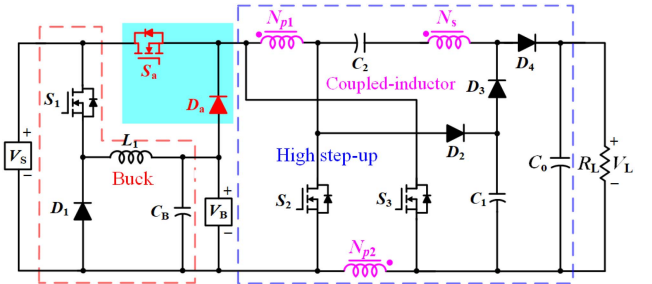 Np1
Ns
Sa
C2
D4
S1
Da
Coupled-inductor
D3
+
VS
−
L1
D2
High step-up
Buck
+
VB
−
D1
CB
S2
S3
C1
Co
RL
+
VL
−
Np2